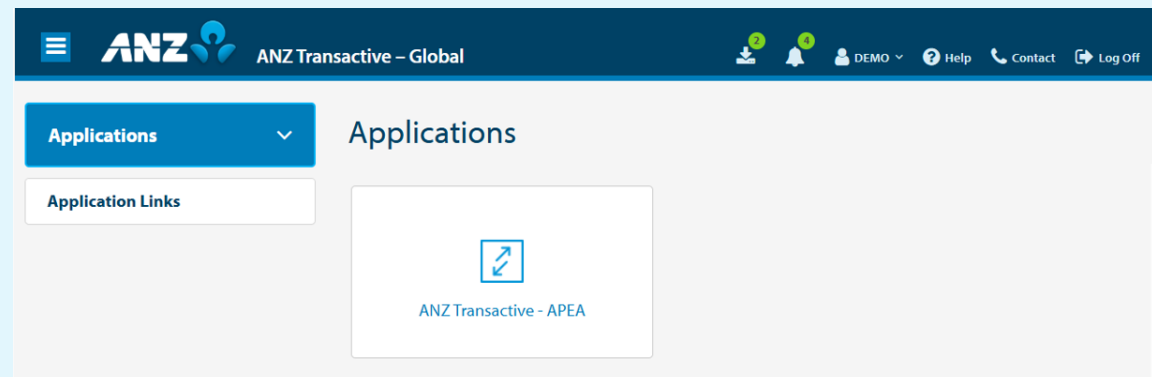 ANZ ANZ Transactive – Global 2 4 DEMO Help Contact Log Off
Applications
Application Links
Applications
ANZ Transactive - APEA